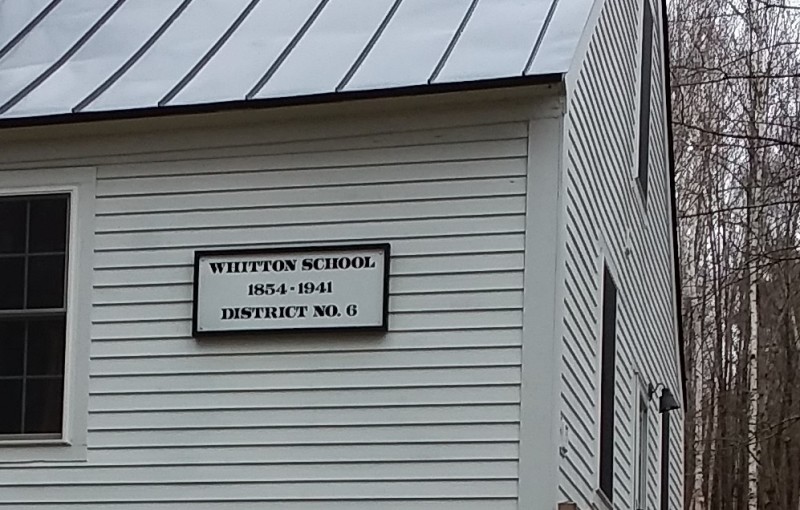 WHITTON SCHOOL
1854-1941
DISTRICT NO. 6